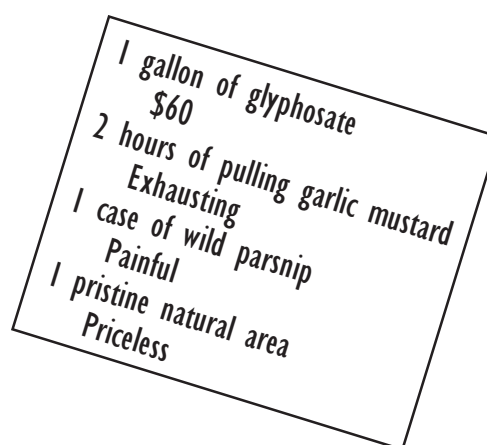 1 gallon of glyphosate
$60
2 hours of pulling garlic mustard
Exhausting
1 case of wild parsnip
Painful
1 pristine natural area
Priceless